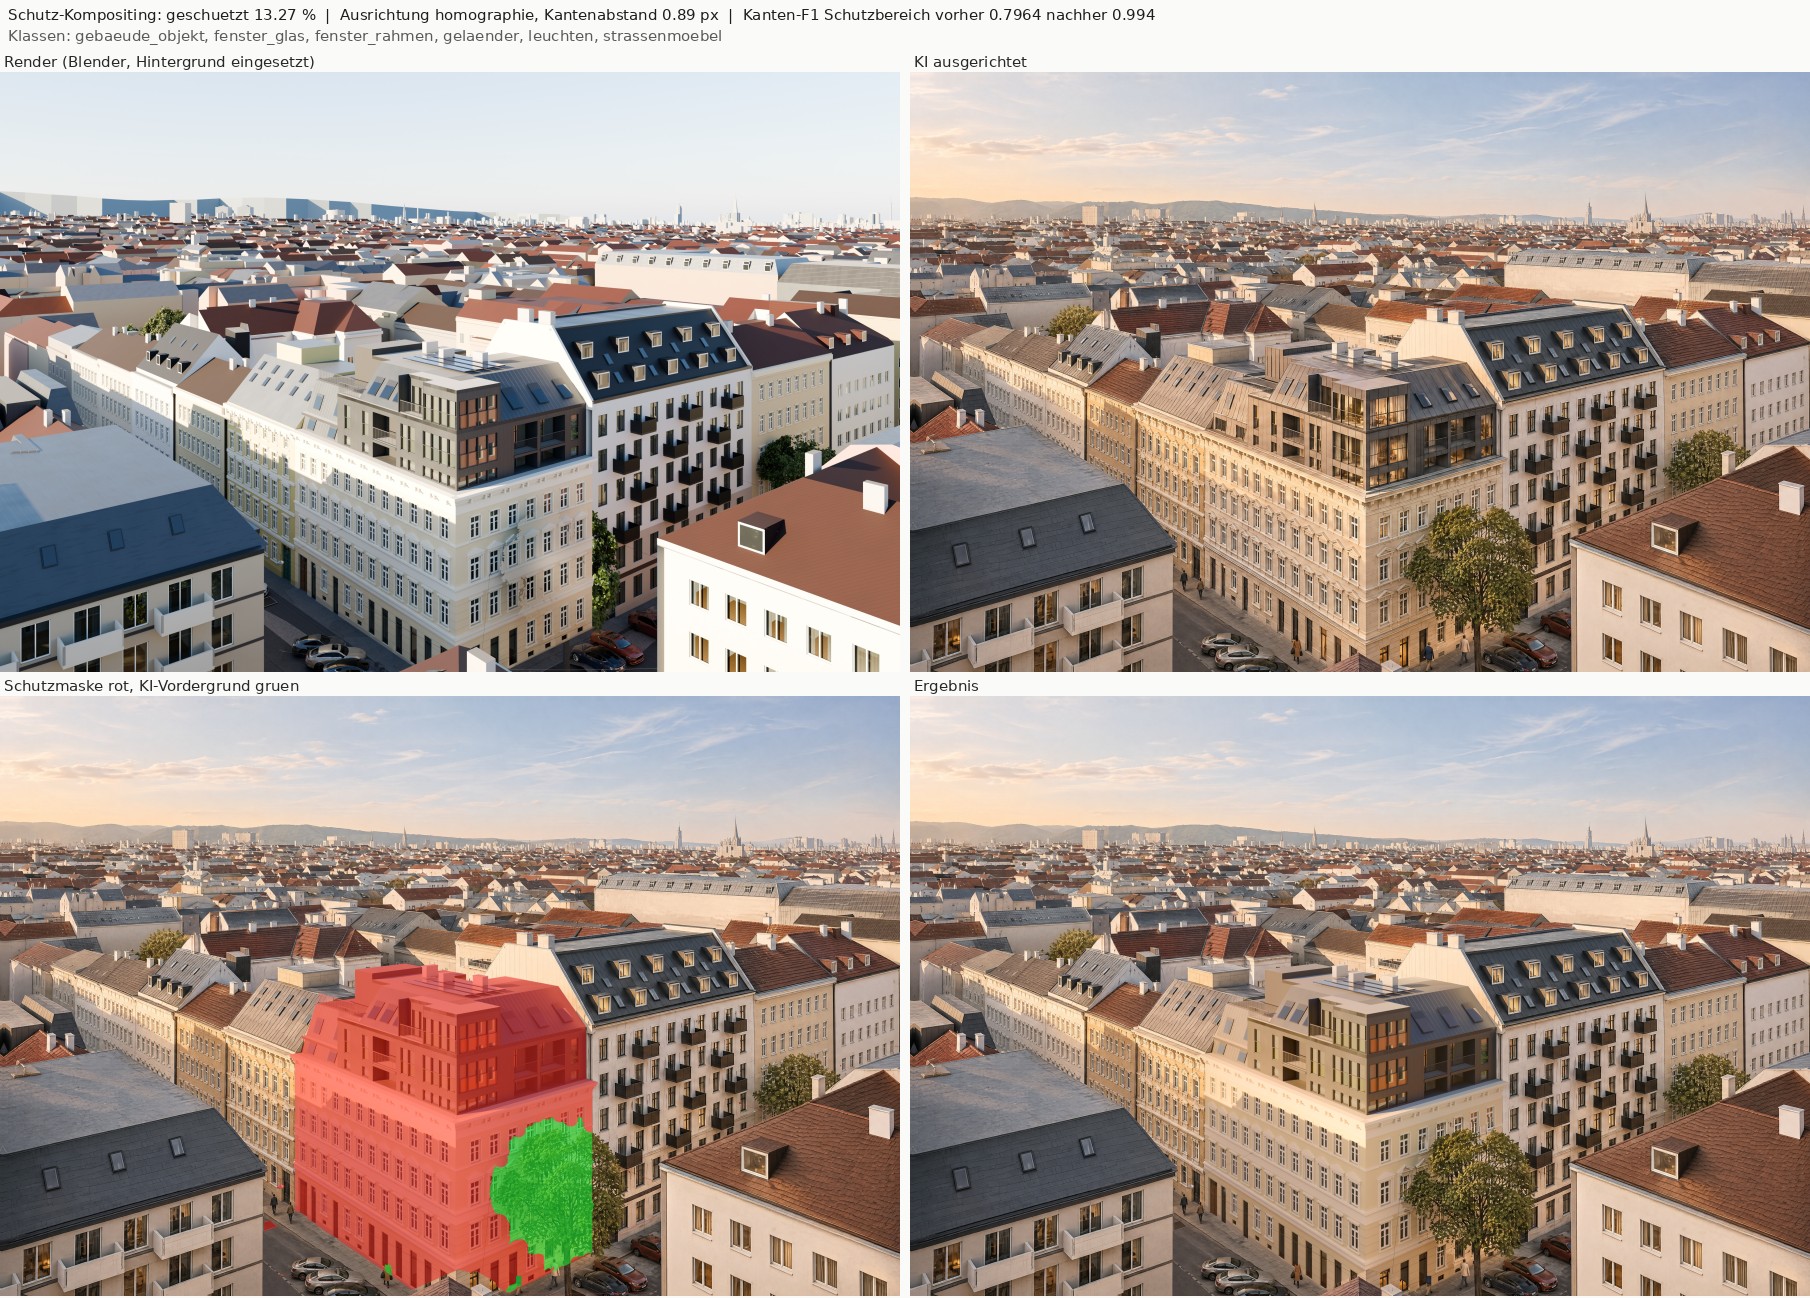 Schutz-Kompositing: geschuetzt 13.27 % | Ausrichtung homographie, Kantenabstand 0.89 px | Kanten-F1 Schutzbereich vorher 0.7964 nachher 0.994
Klassen: gebaeude_objekt, fenster_glas, fenster_rahmen, gelaender, leuchten, strassenmoebel
Render (Blender, Hintergrund eingesetzt)
KI ausgerichtet
Schutzmaske rot, KI-Vordergrund gruen
Ergebnis